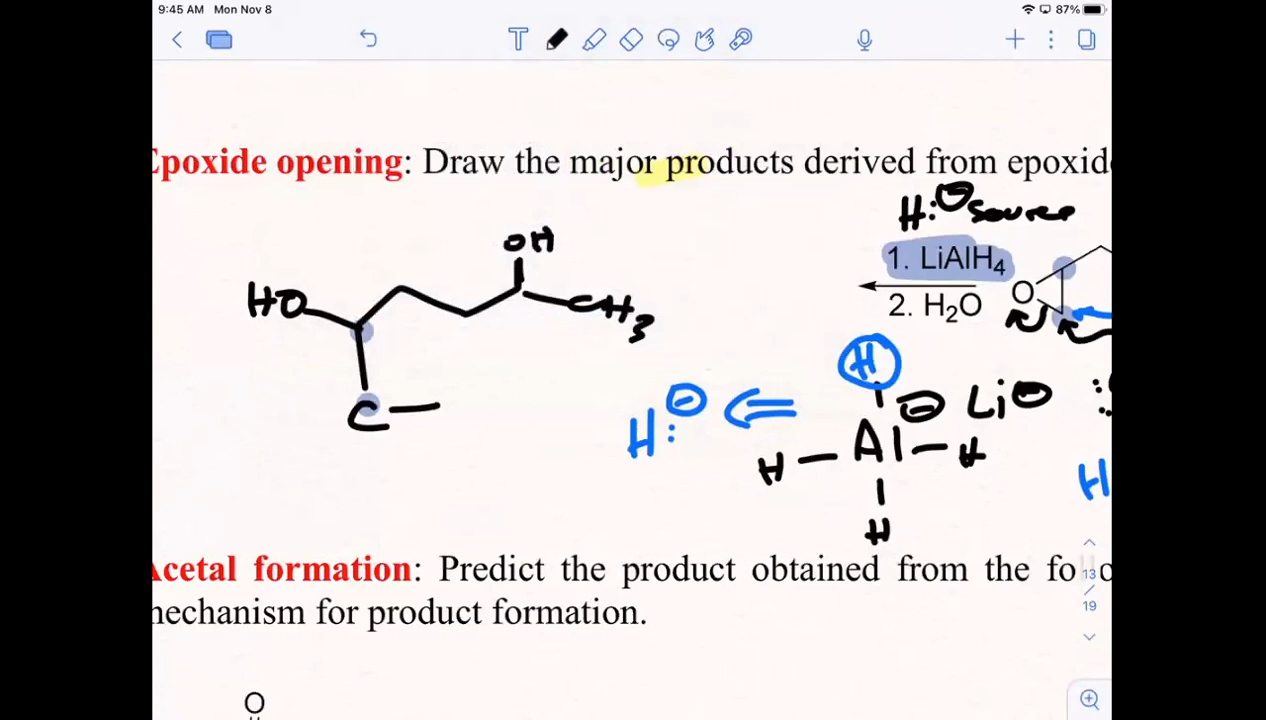 9:45 AM Mon Nov 8
87%
Epoxide opening: Draw the major products derived from epoxid
H:⊖ source
1. LiAlH4
2. H2O
O
OH
HO
CH3
C
H:⊖
H
⊖ Li⊖
H Al H
H
H
Acetal formation: Predict the product obtained from the fo
mechanism for product formation.
13
/
19
O